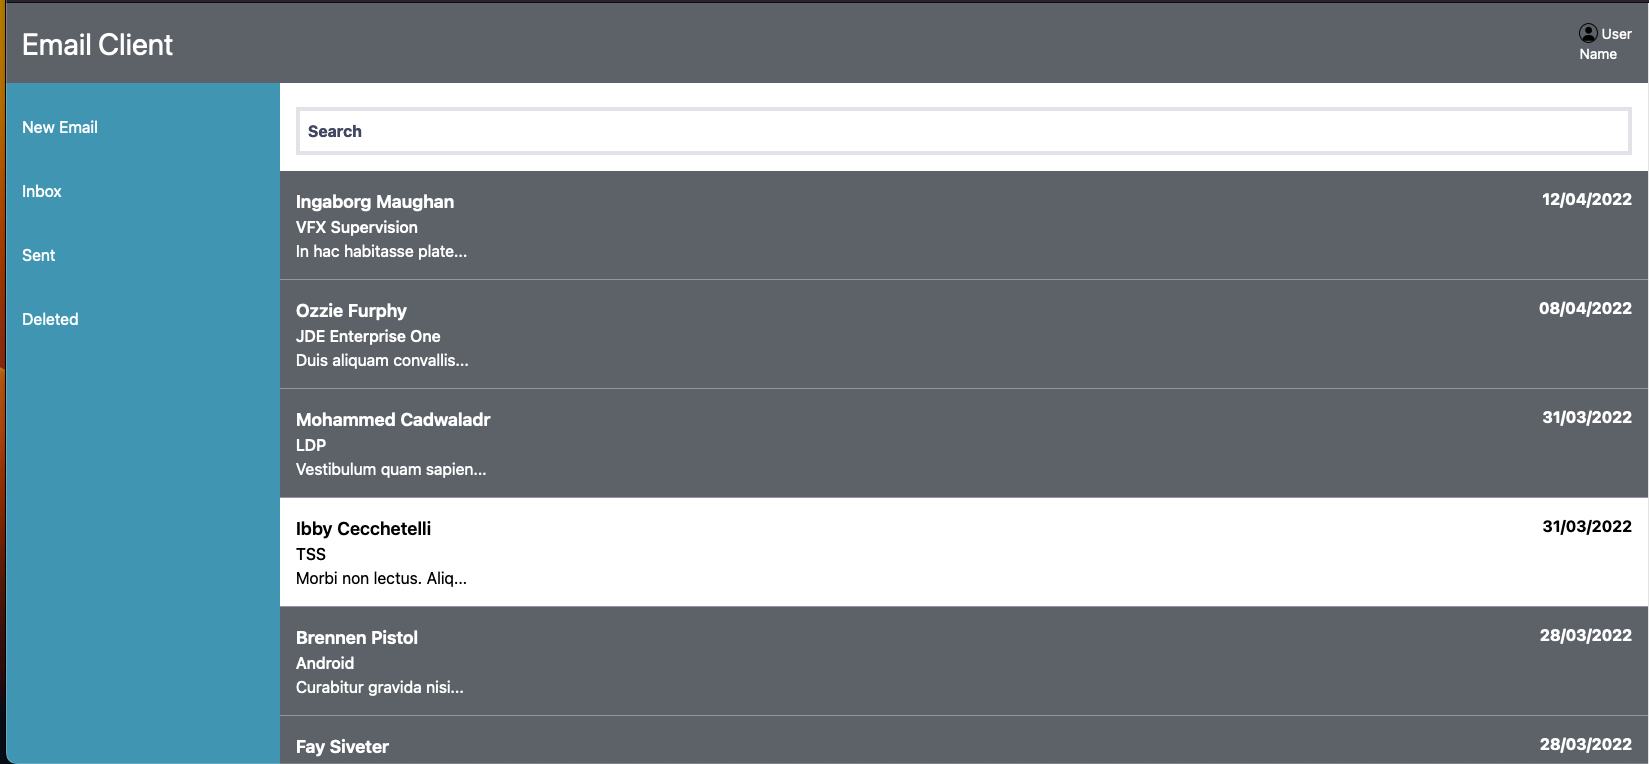 Email Client
User
Name
New Email
Inbox
Sent
Deleted
Search
Ingaborg Maughan
12/04/2022
VFX Supervision
In hac habitasse plate...
Ozzie Furphy
08/04/2022
JDE Enterprise One
Duis aliquam convallis...
Mohammed Cadwaladr
31/03/2022
LDP
Vestibulum quam sapien...
Ibby Cecchetelli
31/03/2022
TSS
Morbi non lectus. Aliq...
Brennen Pistol
28/03/2022
Android
Curabitur gravida nisi...
Fay Siveter
28/03/2022